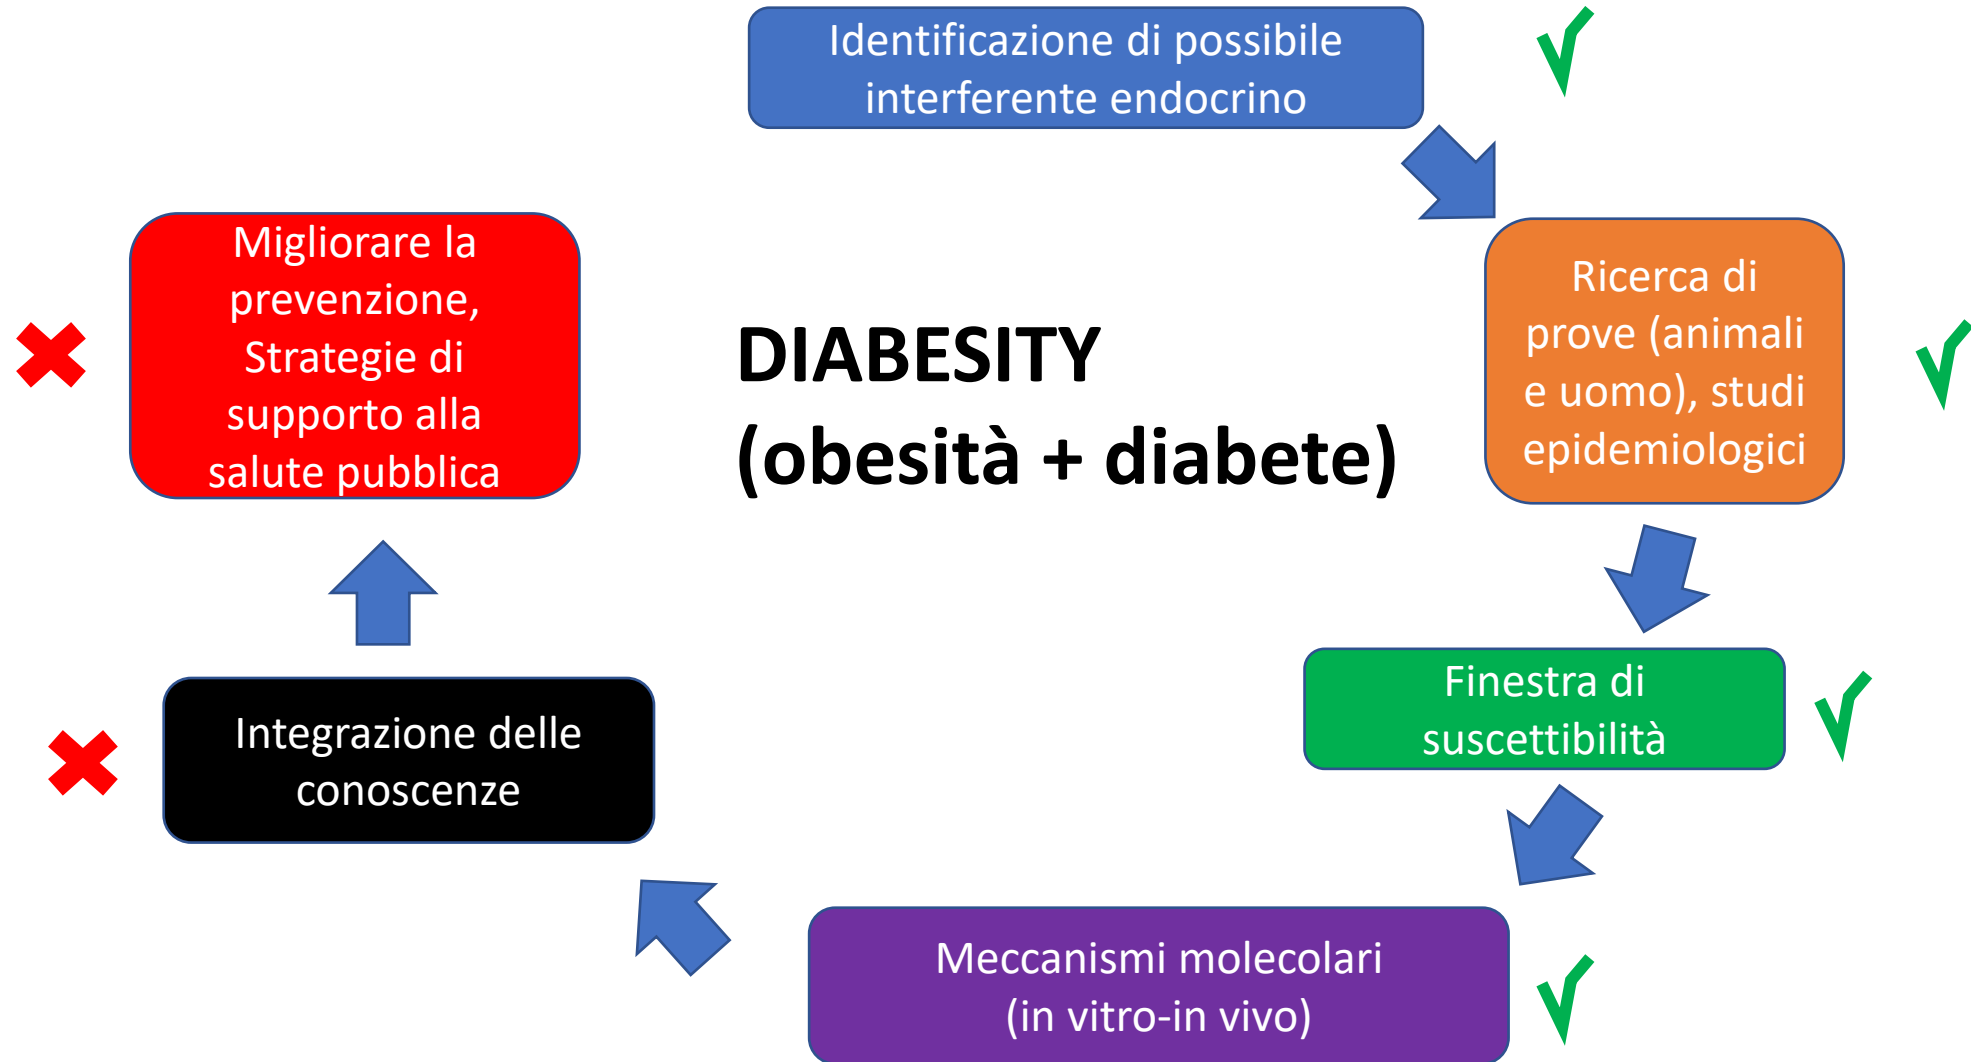 Identificazione di possibile
interferente endocrino
Migliorare la
prevenzione,
Strategie di
supporto alla
salute pubblica
DIABESITY
(obesità + diabete)
Ricerca di
prove (animali
e uomo), studi
epidemiologici
Finestra di
suscettibilità
Integrazione delle
conoscenze
Meccanismi molecolari
(in vitro-in vivo)